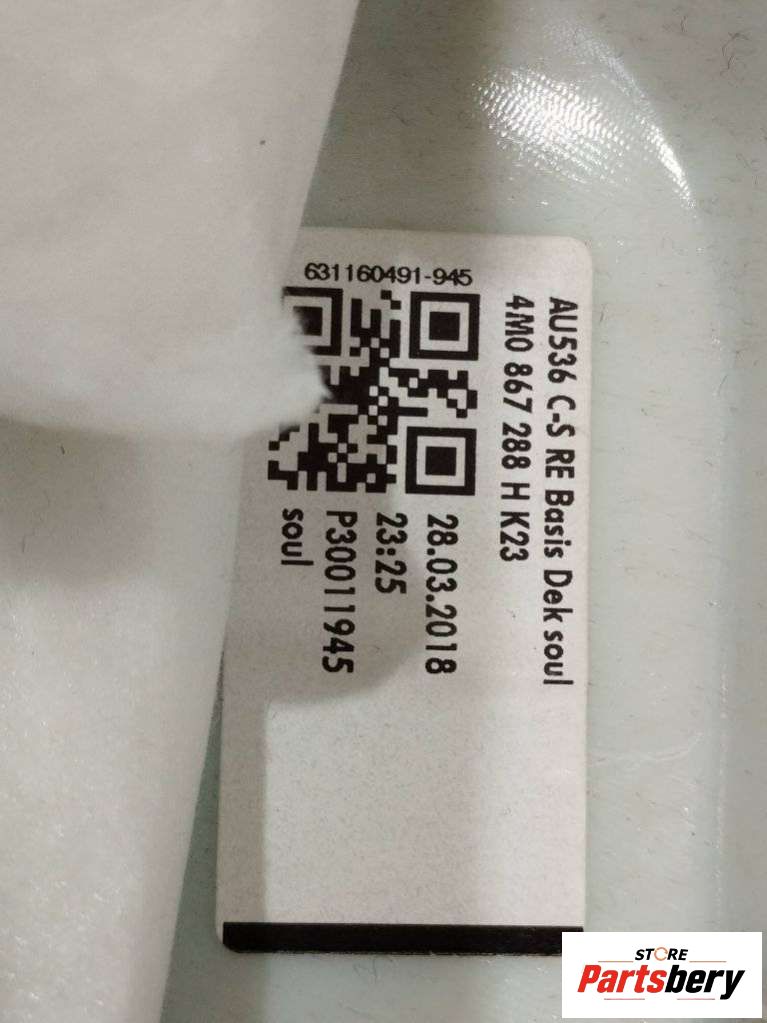 631160491-945
AU536 C-S RE Basis Dek soul
4M0 867 288 H K23
28.03.2018
23:25
P30011945
soul
STORE
Partsbery